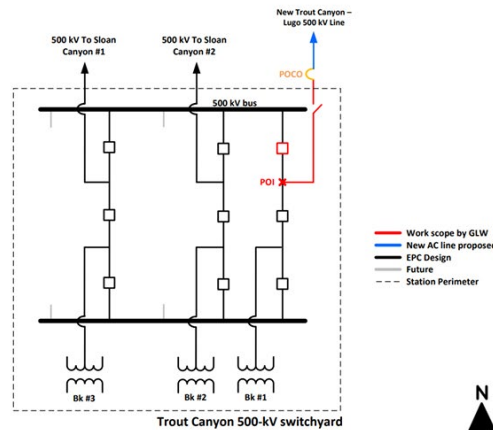 New Trout Canyon –
Lugo 500 kV Line
500 kV To Sloan
Canyon #1
500 kV To Sloan
Canyon #2
POCO
500 kV bus
POI
Work scope by GLW
New AC line proposed
EPC Design
Future
Station Perimeter
Bk #3
Bk #2
Bk #1
Trout Canyon 500-kV switchyard
N